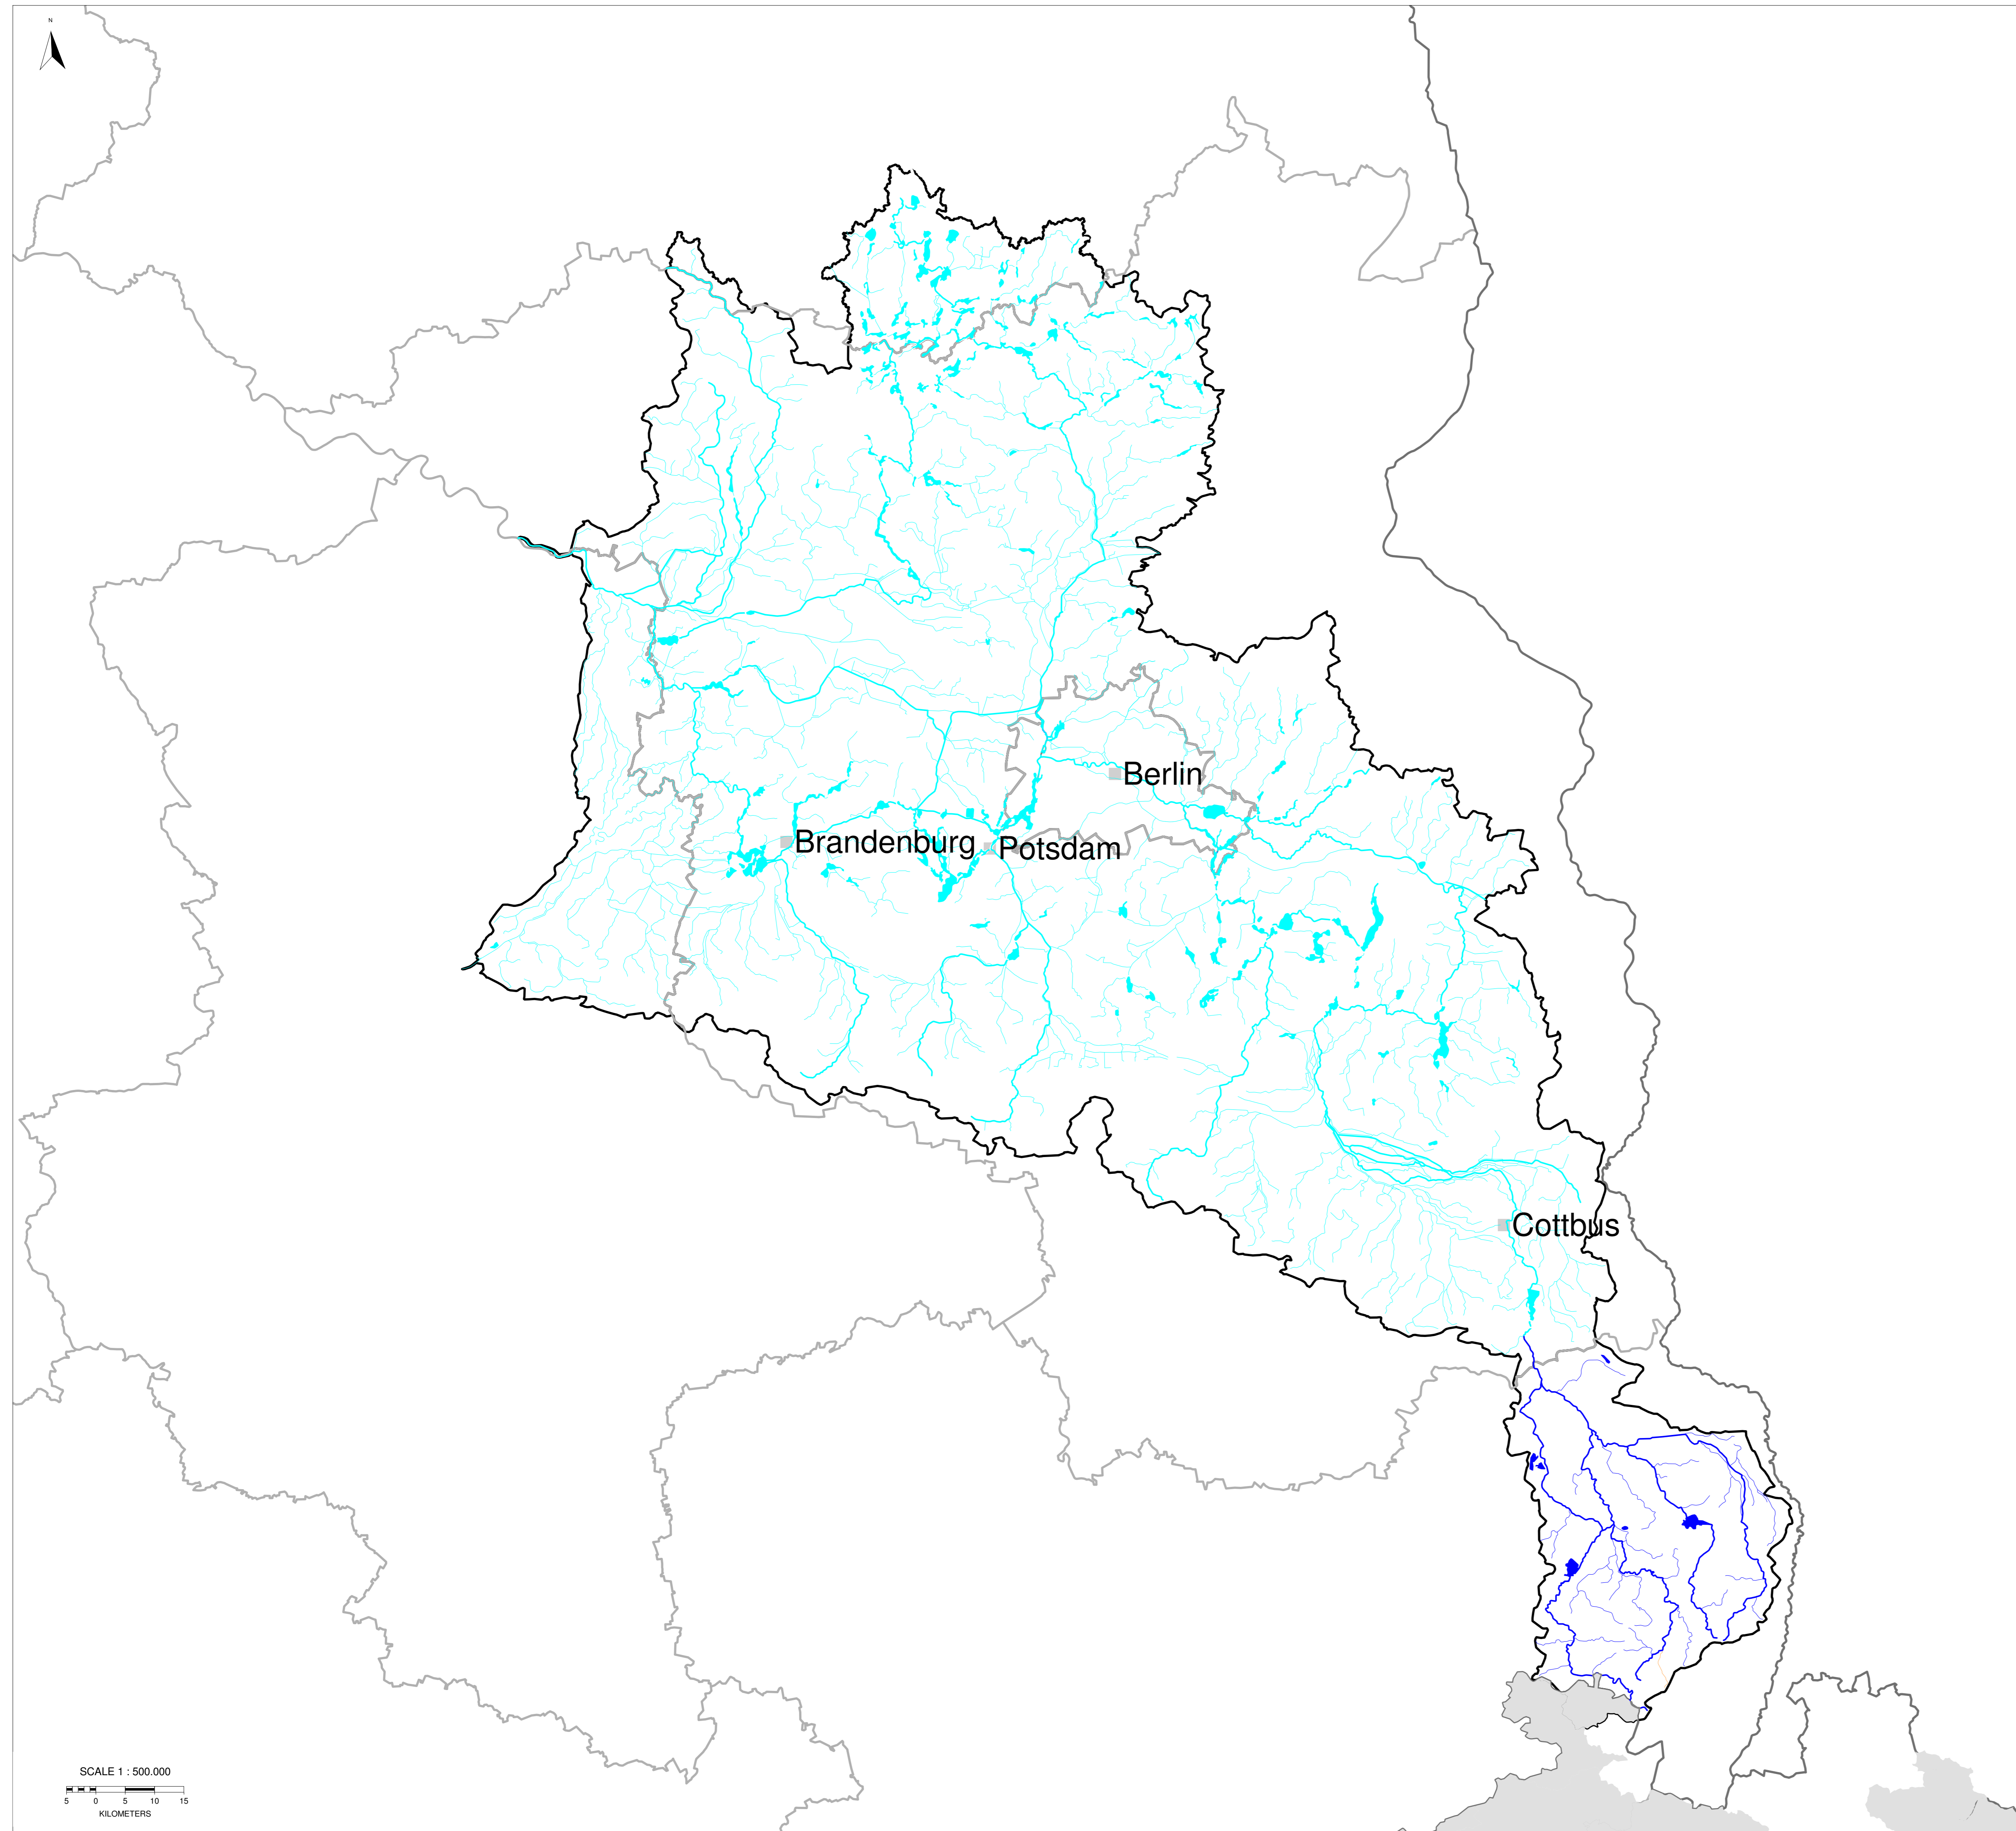 N
Berlin
Brandenburg
Potsdam
Cottbus
SCALE 1 : 500.000
5 0 5 10 15
KILOMETERS